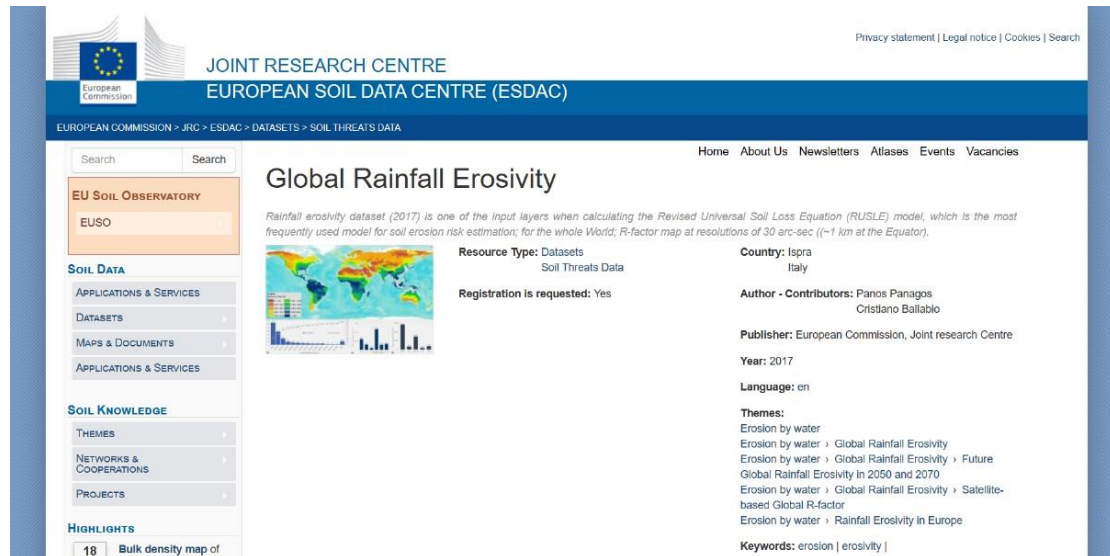 Privacy statement | Legal notice | Cookies | Search
European
Commission
JOINT RESEARCH CENTRE
EUROPEAN SOIL DATA CENTRE (ESDAC)
EUROPEAN COMMISSION > JRC > ESDAC > DATASETS > SOIL THREATS DATA
Search Search
Home About Us Newsletters Atlases Events Vacancies
EU SOIL OBSERVATORY
EUSO
SOIL DATA
APPLICATIONS & SERVICES
DATASETS
MAPS & DOCUMENTS
APPLICATIONS & SERVICES
SOIL KNOWLEDGE
THEMES
NETWORKS &
COOPERATIONS
PROJECTS
HIGHLIGHTS
18 Bulk density map of
Global Rainfall Erosivity
Rainfall erosivity dataset (2017) is one of the input layers when calculating the Revised Universal Soil Loss Equation (RUSLE) model, which is the most
frequently used model for soil erosion risk estimation; for the whole World; R-factor map at resolutions of 30 arc-sec ((~1 km at the Equator).
Resource Type: Datasets
Soil Threats Data
Registration is requested: Yes
Country: Ispra
Italy
Author - Contributors: Panos Panagos
Cristiano Ballabio
Publisher: European Commission, Joint research Centre
Year: 2017
Language: en
Themes:
Erosion by water
Erosion by water › Global Rainfall Erosivity
Erosion by water › Global Rainfall Erosivity › Future
Global Rainfall Erosivity in 2050 and 2070
Erosion by water › Global Rainfall Erosivity › Satellite-
based Global R-factor
Erosion by water › Rainfall Erosivity in Europe
Keywords: erosion | erosivity |